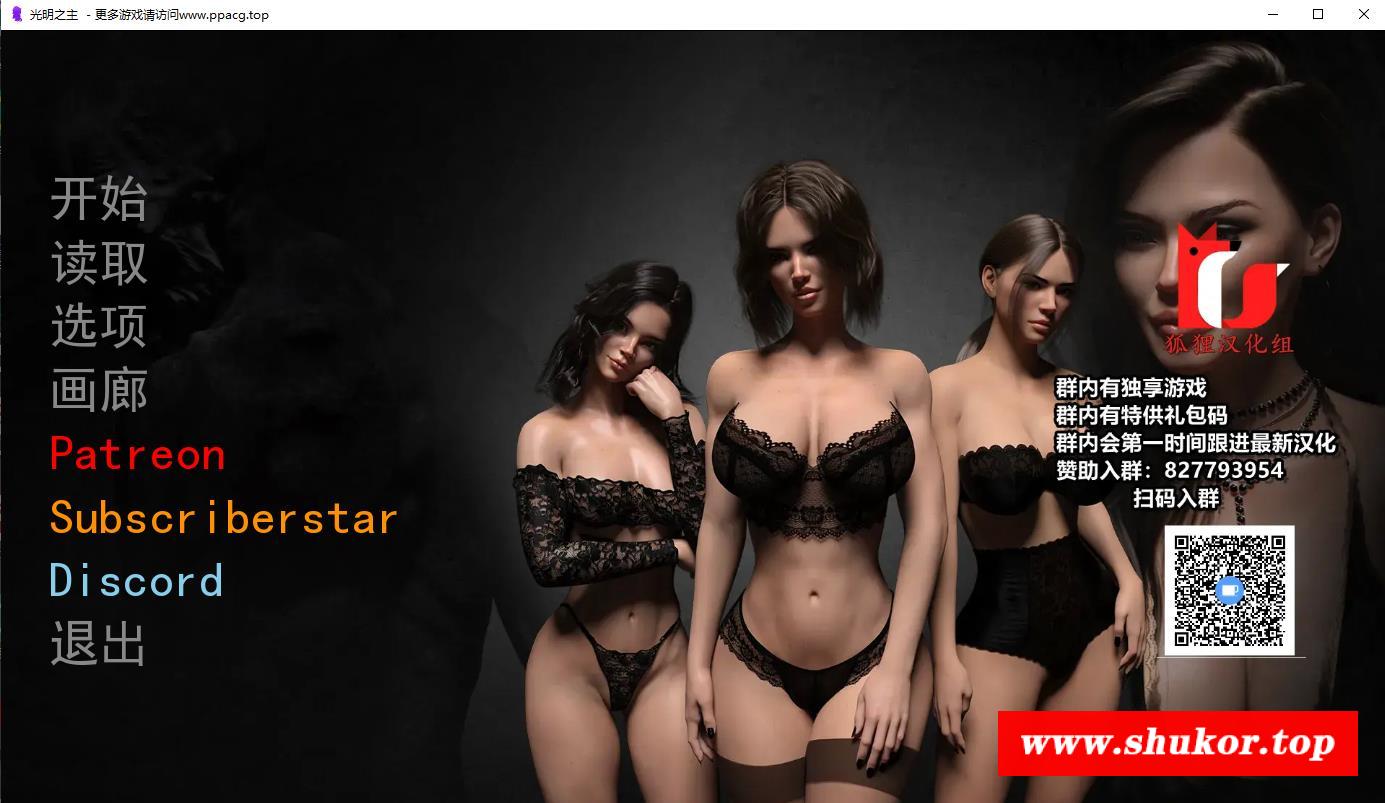 光明之主 - 更多游戏请访问www.ppacg.top
开始
读取
选项
画廊
Patreon
Subscriberstar
Discord
退出
狐狸汉化组
群内有独享游戏
群内有特供礼包码
群内会第一时间跟进最新汉化
赞助入群：827793954
扫码入群
www.shukor.top